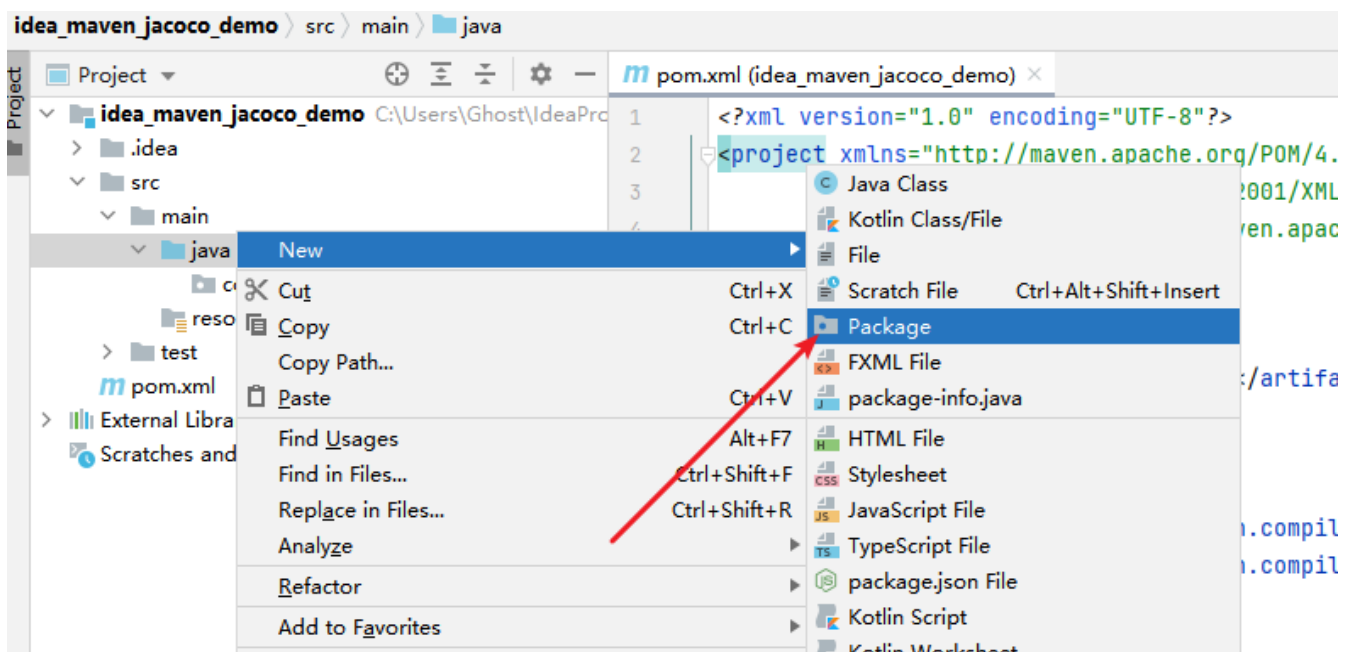 idea_maven_jacoco_demo 〉 src 〉 main 〉 java
Project
Project
pom.xml (idea_maven_jacoco_demo)
idea_maven_jacoco_demo C:\Users\Ghost\IdeaPro
.idea
src
main
java
reso
test
pom.xml
External Libra
Scratches and
1 <?xml version="1.0" encoding="UTF-8"?>
2 <project xmlns="http://maven.apache.org/POM/4.
3
2001/XML
ven.apac
</artifa
n.compil
n.compil
New
Cut Ctrl+X
Copy Ctrl+C
Copy Path...
Paste Ctrl+V
Find Usages Alt+F7
Find in Files... Ctrl+Shift+F
Replace in Files... Ctrl+Shift+R
Analyze
Refactor
Add to Favorites
Java Class
Kotlin Class/File
File
Scratch File Ctrl+Alt+Shift+Insert
Package
FXML File
package-info.java
HTML File
Stylesheet
JavaScript File
TypeScript File
package.json File
Kotlin Script
Kotlin Worksheet